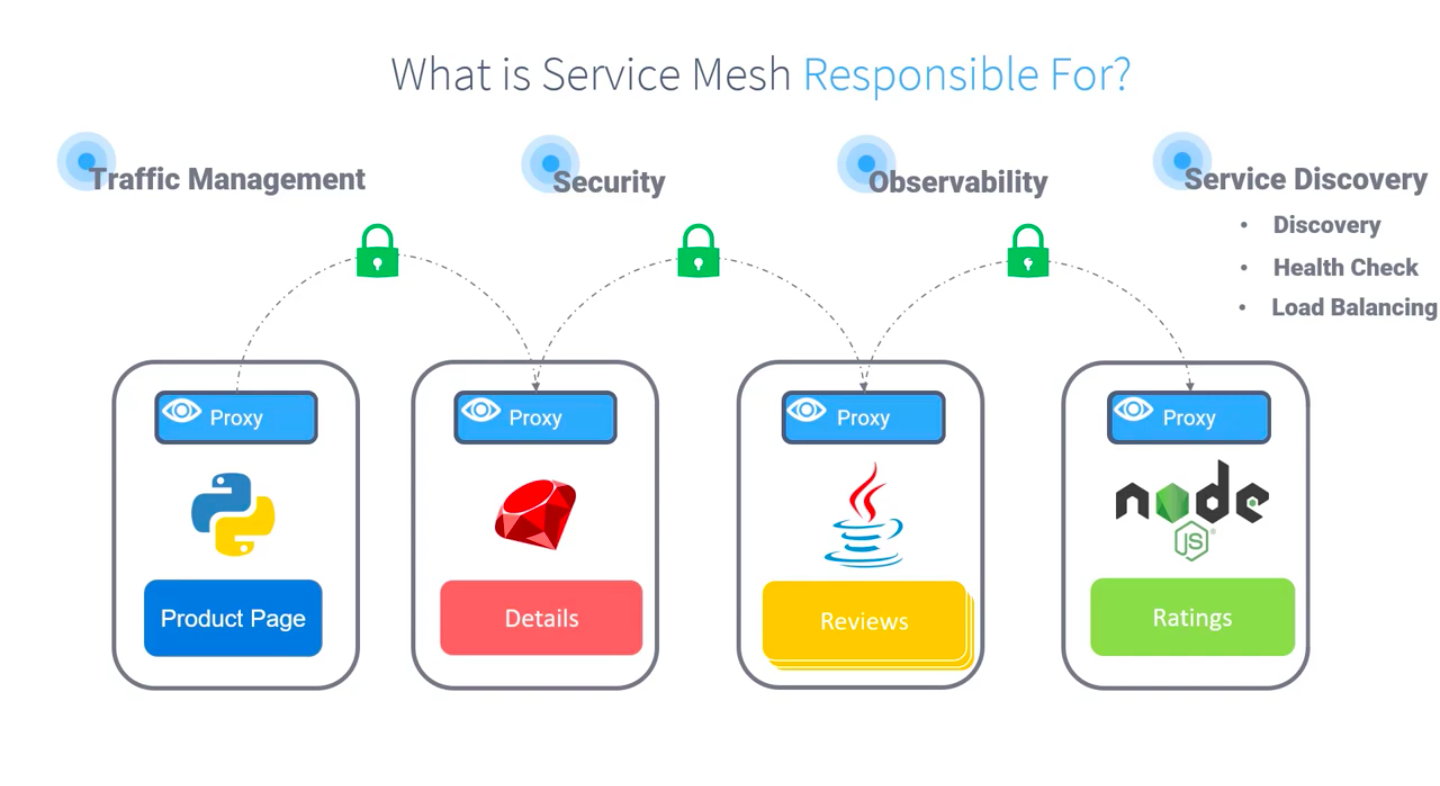 What is Service Mesh Responsible For?
Traffic Management
Security
Observability
Service Discovery
• Discovery
• Health Check
• Load Balancing
Proxy
Proxy
Proxy
Proxy
node
JS
Product Page
Details
Reviews
Ratings